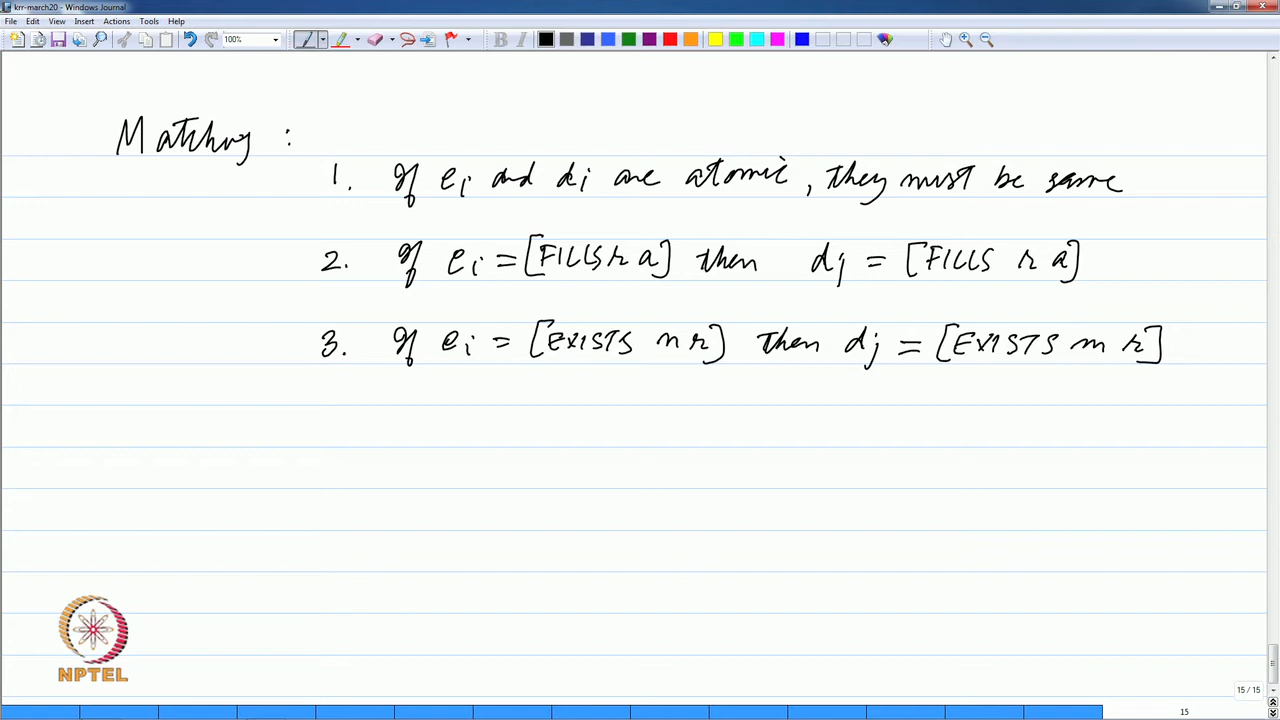 krr-march20 - Windows Journal
File Edit View Insert Actions Tools Help
100%
Matching :
1. If ei and dj are atomic, they must be same
2. If ei = [FILLS r a] then dj = [FILLS r a]
3. If ei = [EXISTS n r] then dj = [EXISTS m r]
NPTEL
15 / 15
15